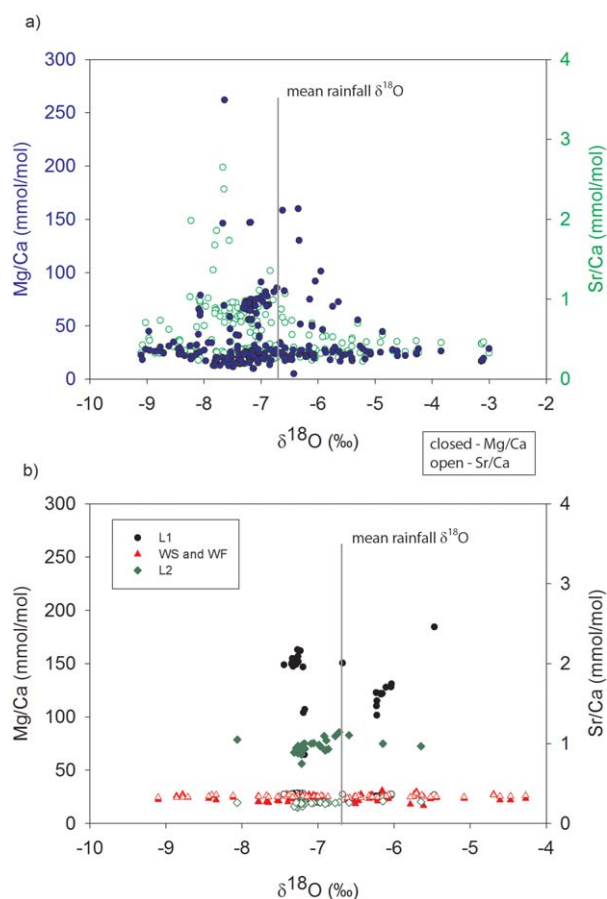 a)
300
250
200
150
100
50
0
Mg/Ca (mmol/mol)
mean rainfall δ18O
4
3
2
1
0
Sr/Ca (mmol/mol)
-10 -9 -8 -7 -6 -5 -4 -3 -2
δ18O (‰)
closed - Mg/Ca
open - Sr/Ca
b)
300
250
200
150
100
50
0
Mg/Ca (mmol/mol)
L1
WS and WF
L2
mean rainfall δ18O
4
3
2
1
0
Sr/Ca (mmol/mol)
-10 -9 -8 -7 -6 -5 -4
δ18O (‰)